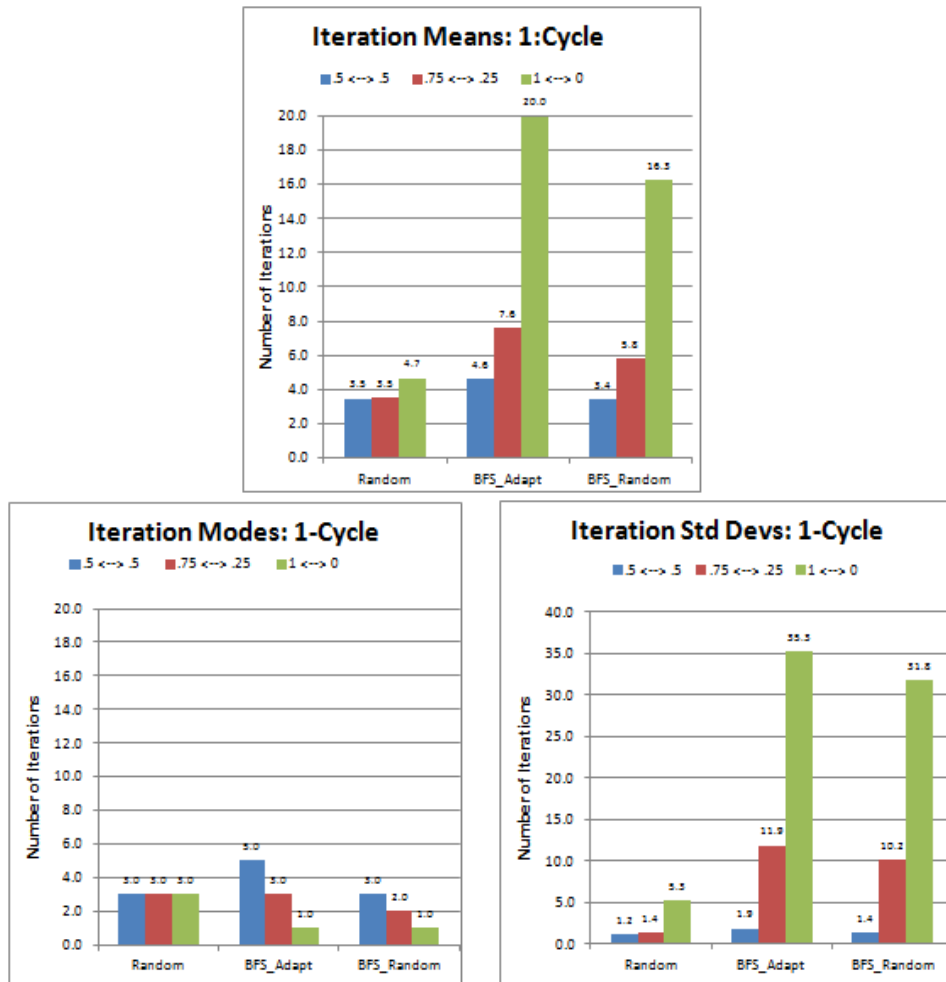 Iteration Means: 1:Cycle
.5 <--> .5 .75 <--> .25 1 <--> 0
Number of Iterations
20.0
18.0
16.0
14.0
12.0
10.0
8.0
6.0
4.0
2.0
0.0
3.5 3.5 4.7
4.6 7.6 20.0
3.4 5.8 16.3
Random BFS_Adapt BFS_Random
Iteration Modes: 1-Cycle
.5 <--> .5 .75 <--> .25 1 <--> 0
Number of Iterations
20.0
18.0
16.0
14.0
12.0
10.0
8.0
6.0
4.0
2.0
0.0
3.0 3.0 3.0
5.0 3.0 1.0
3.0 2.0 1.0
Random BFS_Adapt BFS_Random
Iteration Std Devs: 1-Cycle
.5 <--> .5 .75 <--> .25 1 <--> 0
Number of Iterations
40.0
35.0
30.0
25.0
20.0
15.0
10.0
5.0
0.0
1.2 1.4 5.3
1.9 11.9 35.3
1.4 10.2 31.8
Random BFS_Adapt BFS_Random